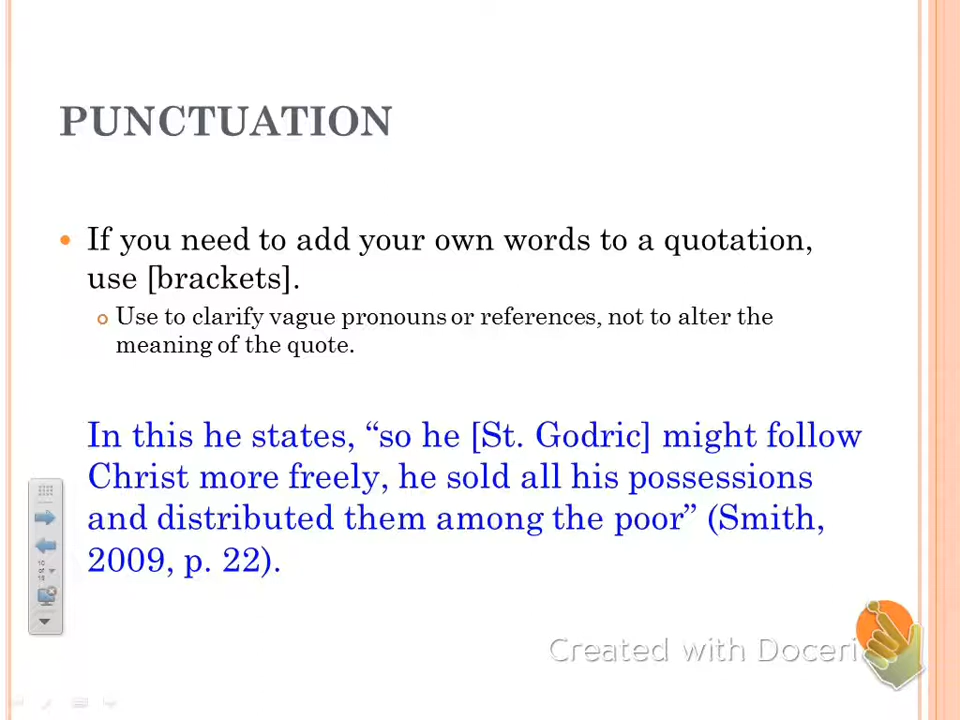 PUNCTUATION
If you need to add your own words to a quotation,
use [brackets].
Use to clarify vague pronouns or references, not to alter the
meaning of the quote.
In this he states, “so he [St. Godric] might follow
Christ more freely, he sold all his possessions
and distributed them among the poor” (Smith,
2009, p. 22).
10
of
Created with Doceri